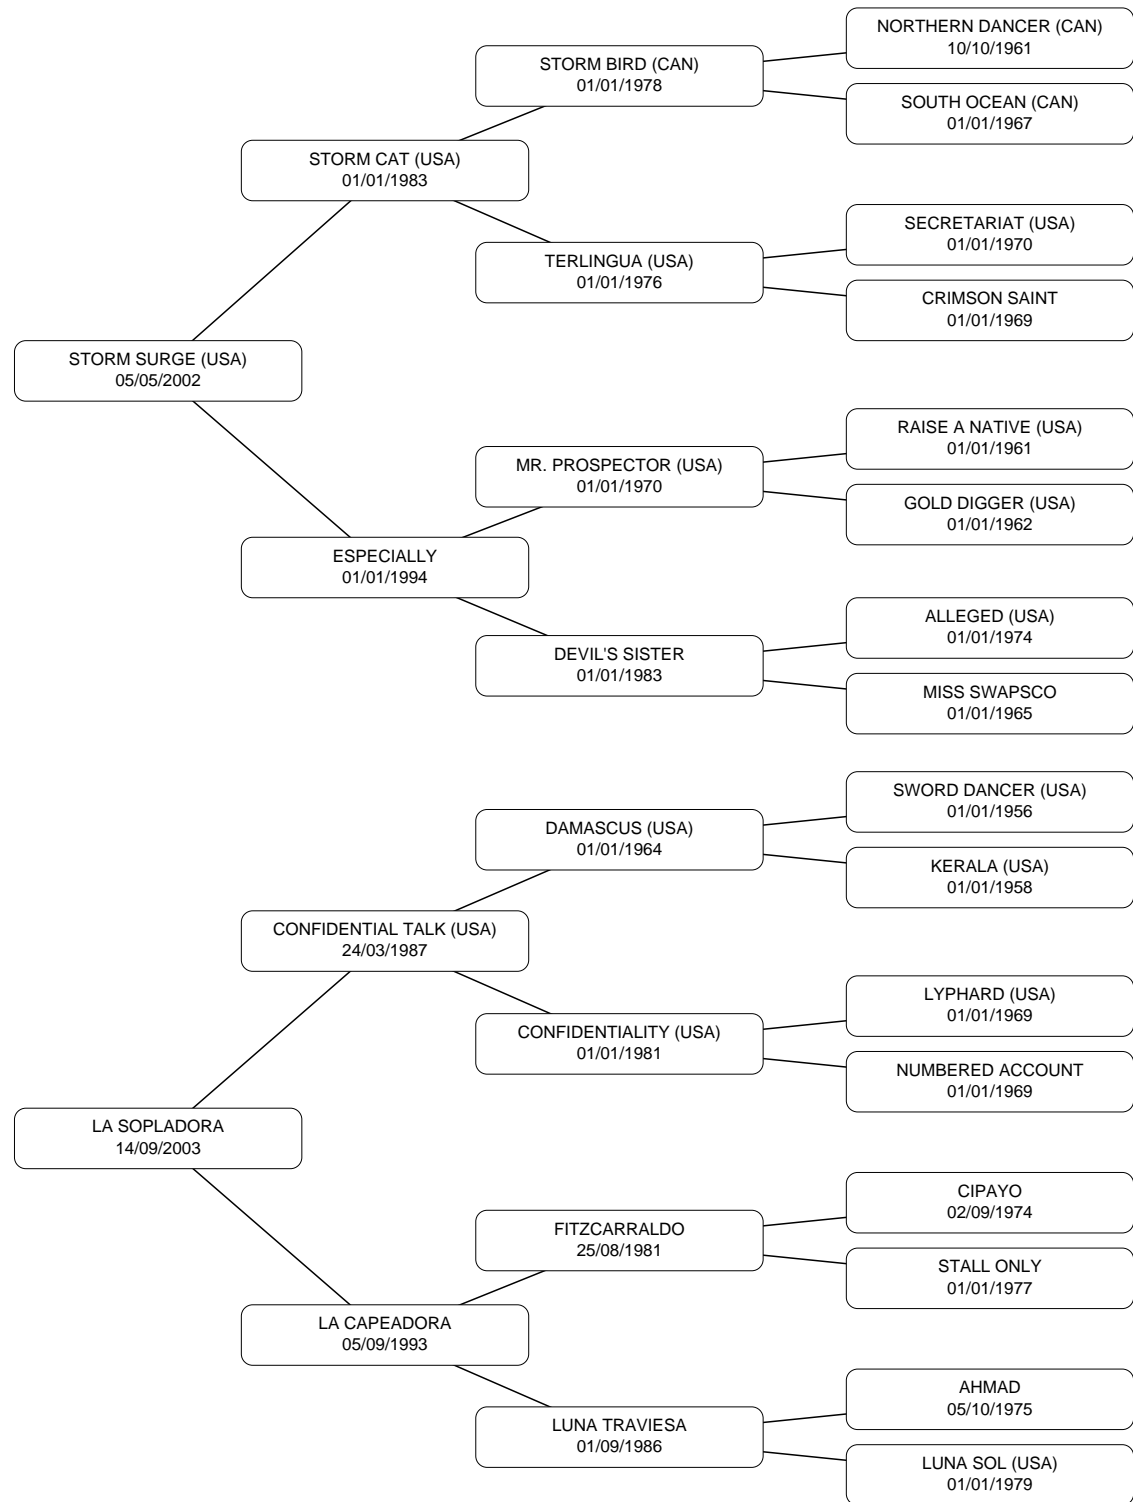 NORTHERN DANCER (CAN)
10/10/1961
STORM BIRD (CAN)
01/01/1978
SOUTH OCEAN (CAN)
01/01/1967
STORM CAT (USA)
01/01/1983
SECRETARIAT (USA)
01/01/1970
TERLINGUA (USA)
01/01/1976
CRIMSON SAINT
01/01/1969
STORM SURGE (USA)
05/05/2002
RAISE A NATIVE (USA)
01/01/1961
MR. PROSPECTOR (USA)
01/01/1970
GOLD DIGGER (USA)
01/01/1962
ESPECIALLY
01/01/1994
ALLEGED (USA)
01/01/1974
DEVIL'S SISTER
01/01/1983
MISS SWAPSCO
01/01/1965
SWORD DANCER (USA)
01/01/1956
DAMASCUS (USA)
01/01/1964
KERALA (USA)
01/01/1958
CONFIDENTIAL TALK (USA)
24/03/1987
LYPHARD (USA)
01/01/1969
CONFIDENTIALITY (USA)
01/01/1981
NUMBERED ACCOUNT
01/01/1969
LA SOPLADORA
14/09/2003
CIPAYO
02/09/1974
FITZCARRALDO
25/08/1981
STALL ONLY
01/01/1977
LA CAPEADORA
05/09/1993
AHMAD
05/10/1975
LUNA TRAVIESA
01/09/1986
LUNA SOL (USA)
01/01/1979